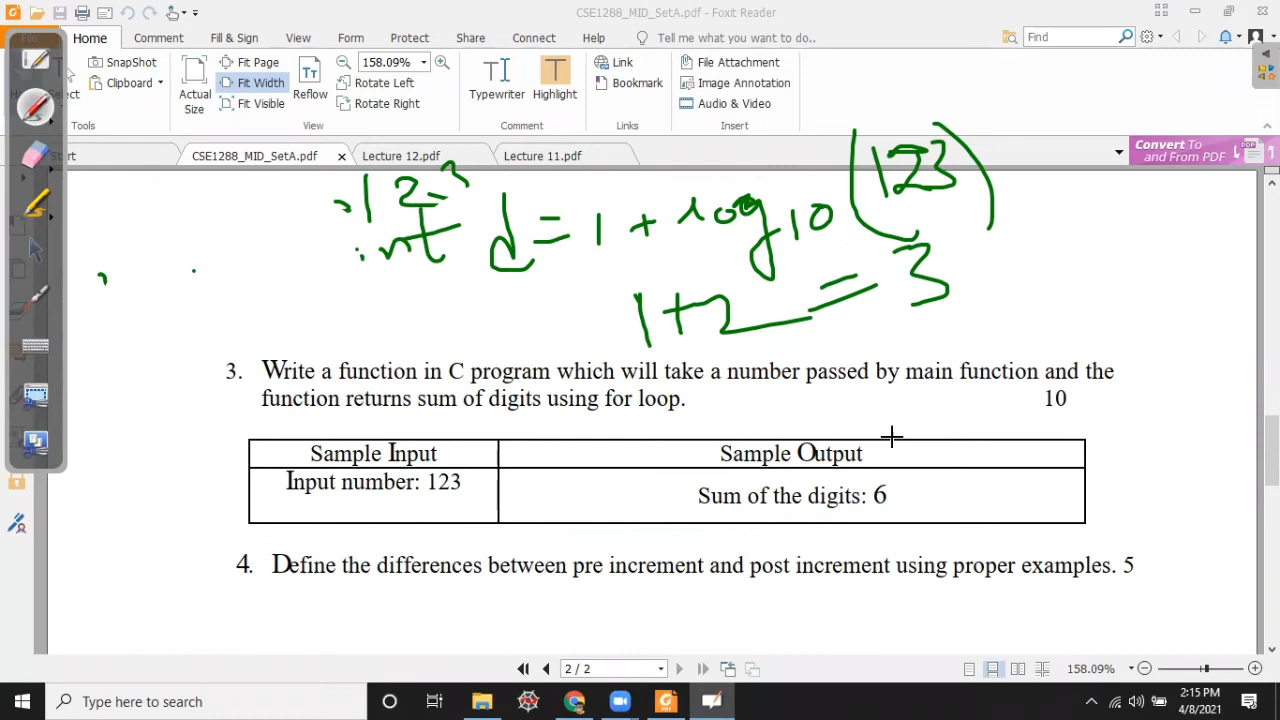 CSE1288_MID_SetA.pdf - Foxit Reader
File Home Comment Fill & Sign View Form Protect Share Connect Help Tell me what you want to do.. Find
SnapShot
Clipboard
Select
Tools
Actual Size
Fit Page
Fit Width
Fit Visible
Reflow
158.09%
Rotate Left
Rotate Right
View
Typewriter
Highlight
Comment
Link
Bookmark
Links
File Attachment
Image Annotation
Audio & Video
Insert
Start CSE1288_MID_SetA.pdf x Lecture 12.pdf Lecture 11.pdf
Convert To
and From PDF
PDF
123
int d = 1 + log10 (123)
1+2 = 3
3. Write a function in C program which will take a number passed by main function and the
function returns sum of digits using for loop. 10
Sample Input Sample Output
Input number: 123 Sum of the digits: 6
4. Define the differences between pre increment and post increment using proper examples. 5
2 / 2 158.09%
Type here to search
2:15 PM
4/8/2021